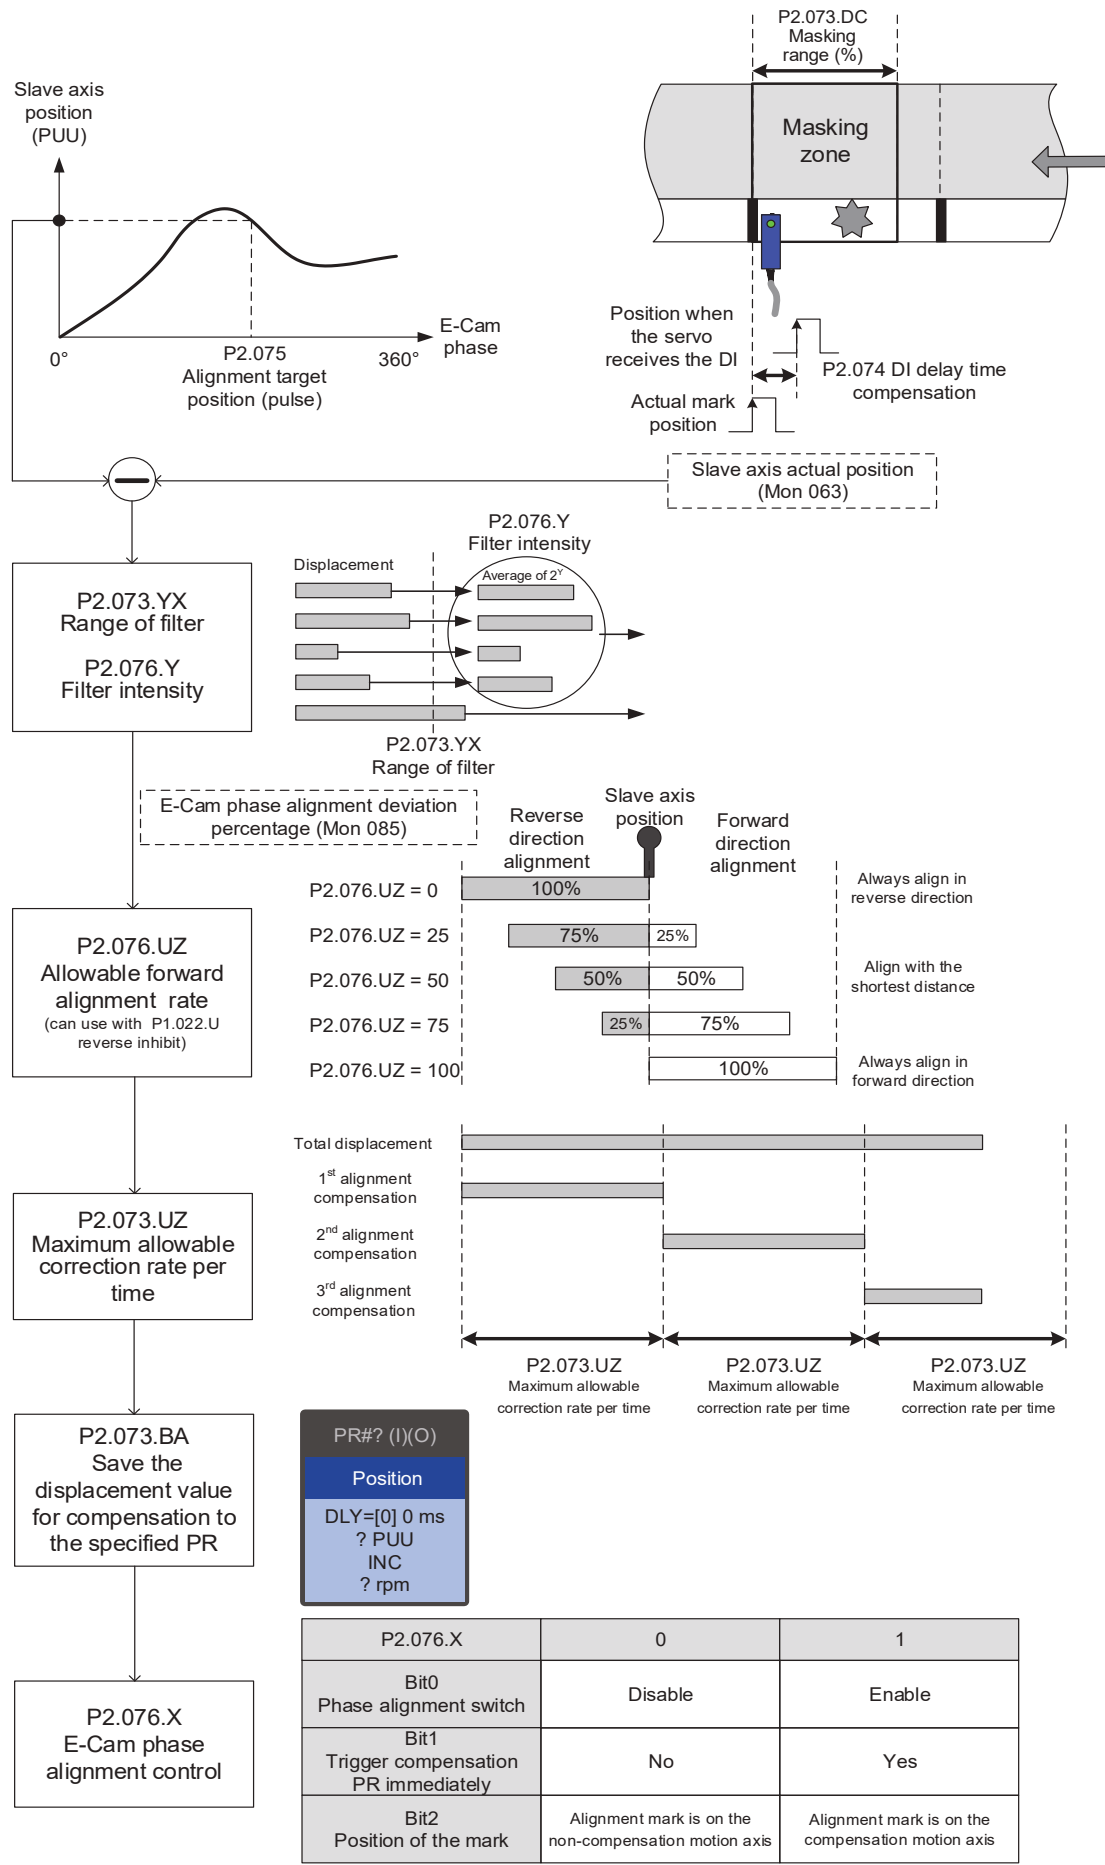 P2.073.DC
Masking
range (%)
Slave axis
position
(PUU)
Masking
zone
E-Cam
phase
0°
P2.075
Alignment target
position (pulse)
360°
Position when
the servo
receives the DI
P2.074 DI delay time
compensation
Actual mark
position
Slave axis actual position
(Mon 063)
P2.073.YX
Range of filter
P2.076.Y
Filter intensity
P2.076.Y
Filter intensity
Displacement
Average of 2^Y
P2.073.YX
Range of filter
E-Cam phase alignment deviation
percentage (Mon 085)
Reverse
direction
alignment
Slave axis
position
Forward
direction
alignment
P2.076.UZ = 0
100%
Always align in
reverse direction
P2.076.UZ = 25
75%
25%
P2.076.UZ = 50
50%
50%
Align with the
shortest distance
P2.076.UZ = 75
25%
75%
P2.076.UZ = 100
100%
Always align in
forward direction
P2.076.UZ
Allowable forward
alignment rate
(can use with P1.022.U
reverse inhibit)
Total displacement
1st alignment
compensation
2nd alignment
compensation
3rd alignment
compensation
P2.073.UZ
Maximum allowable
correction rate per time
P2.073.UZ
Maximum allowable
correction rate per time
P2.073.UZ
Maximum allowable
correction rate per time
P2.073.UZ
Maximum allowable
correction rate per
time
P2.073.BA
Save the
displacement value
for compensation to
the specified PR
PR#? (I)(O)
Position
DLY=[0] 0 ms
? PUU
INC
? rpm
P2.076.X
E-Cam phase
alignment control
P2.076.X
0
1
Bit0
Phase alignment switch
Disable
Enable
Bit1
Trigger compensation
PR immediately
No
Yes
Bit2
Position of the mark
Alignment mark is on the
non-compensation motion axis
Alignment mark is on the
compensation motion axis